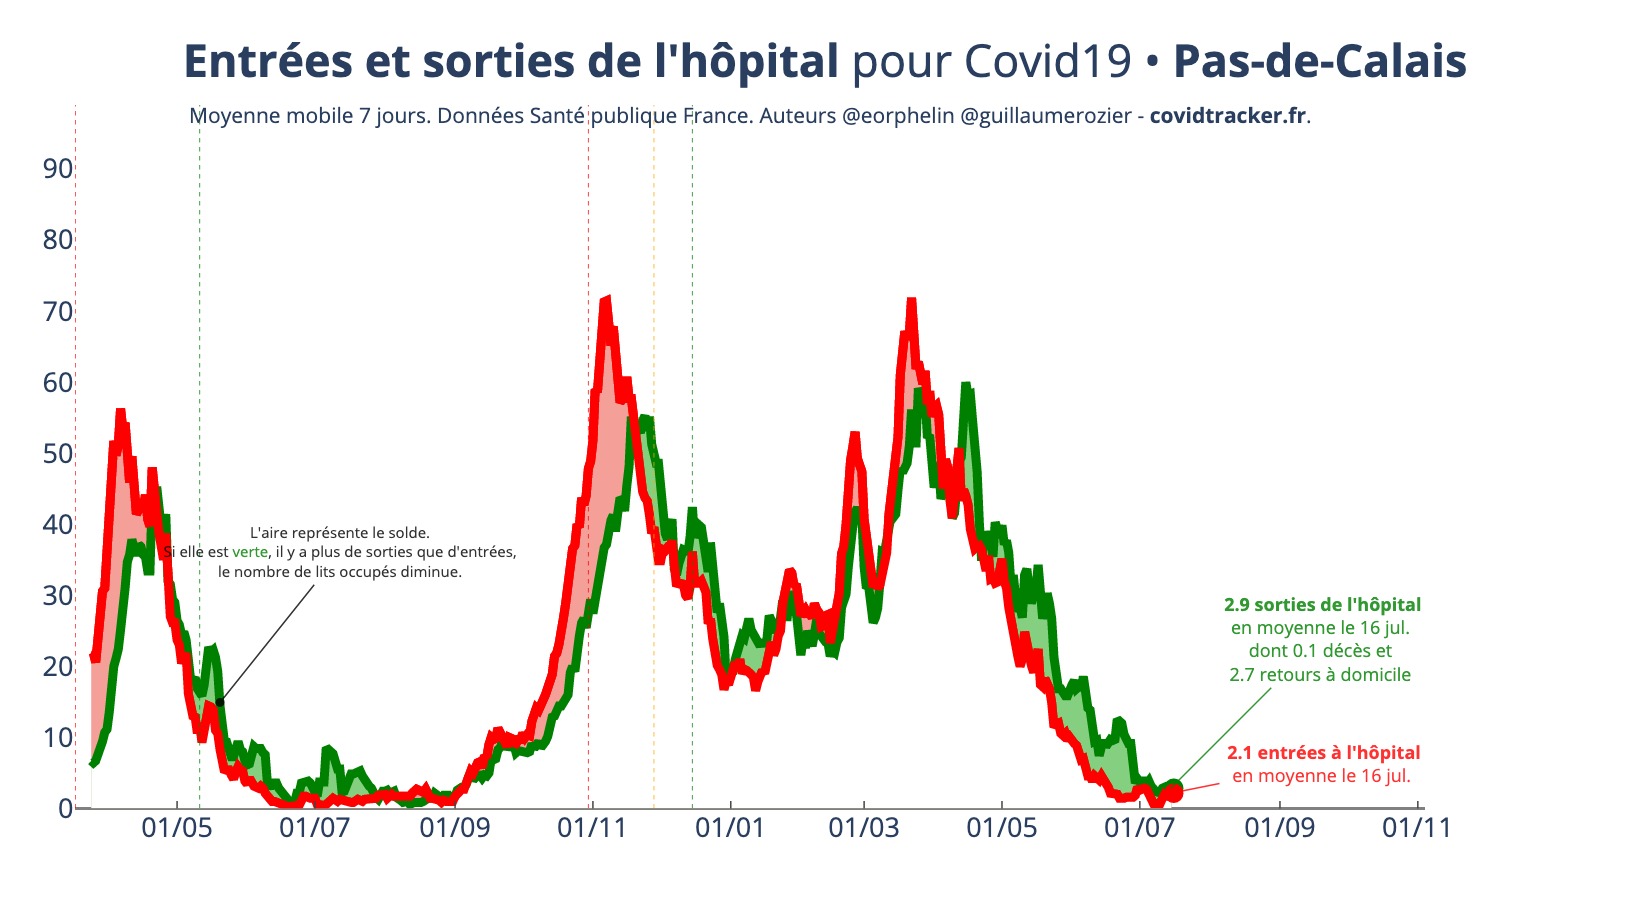 Entrées et sorties de l'hôpital pour Covid19 • Pas-de-Calais
Moyenne mobile 7 jours. Données Santé publique France. Auteurs @eorphelin @guillaumerozier - covidtracker.fr.
90
80
70
60
50
40
30
20
10
0
L'aire représente le solde.
Si elle est verte, il y a plus de sorties que d'entrées,
le nombre de lits occupés diminue.
2.9 sorties de l'hôpital
en moyenne le 16 jul.
dont 0.1 décès et
2.7 retours à domicile
2.1 entrées à l'hôpital
en moyenne le 16 jul.
01/05 01/07 01/09 01/11 01/01 01/03 01/05 01/07 01/09 01/11